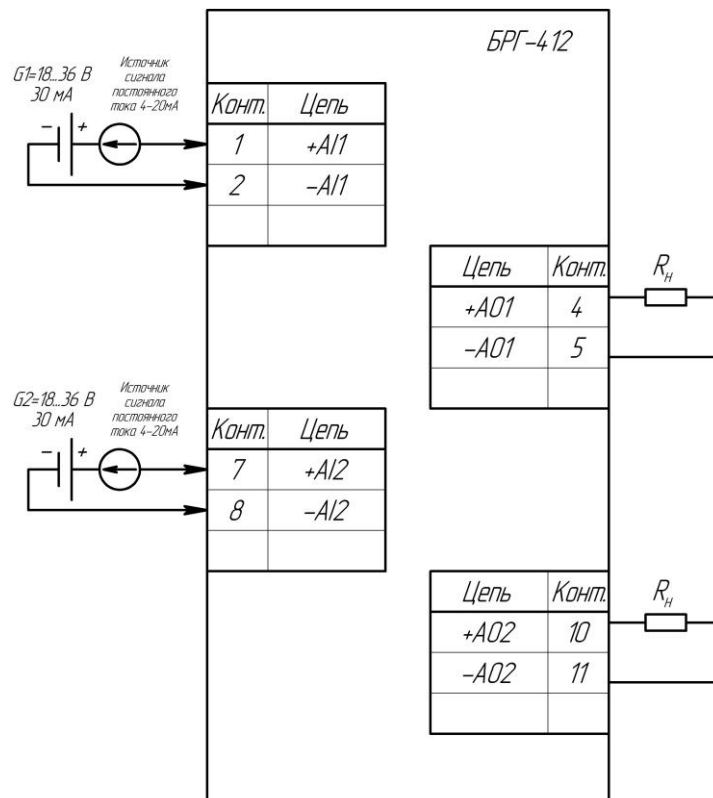 БРГ-412
G1=18...36 В
30 мА
Источник
сигнала
постоянного
тока 4-20мА
- +
Конт. Цепь
1 +AI1
2 -AI1
Цепь Конт.
+AO1 4
-AO1 5
Rн
G2=18...36 В
30 мА
Источник
сигнала
постоянного
тока 4-20мА
- +
Конт. Цепь
7 +AI2
8 -AI2
Цепь Конт.
+AO2 10
-AO2 11
Rн